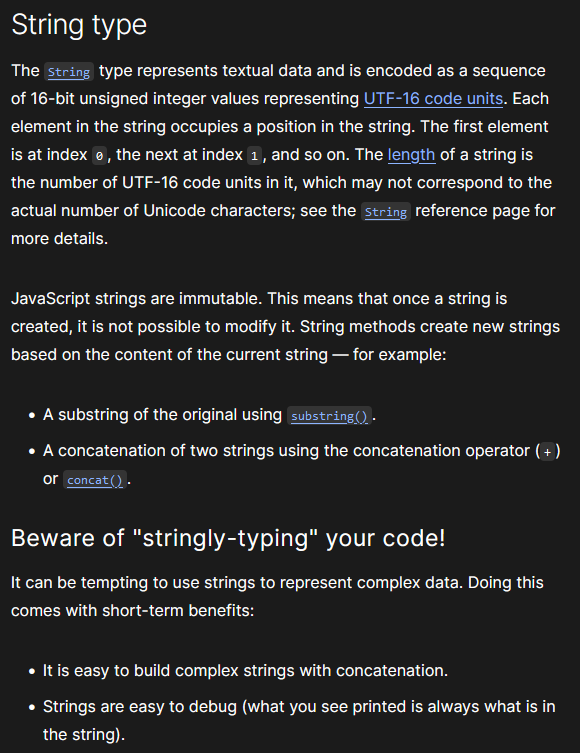 String type
The String type represents textual data and is encoded as a sequence
of 16-bit unsigned integer values representing UTF-16 code units. Each
element in the string occupies a position in the string. The first element
is at index 0, the next at index 1, and so on. The length of a string is
the number of UTF-16 code units in it, which may not correspond to the
actual number of Unicode characters; see the String reference page for
more details.
JavaScript strings are immutable. This means that once a string is
created, it is not possible to modify it. String methods create new strings
based on the content of the current string — for example:
• A substring of the original using substring().
• A concatenation of two strings using the concatenation operator (+)
or concat().
Beware of "stringly-typing" your code!
It can be tempting to use strings to represent complex data. Doing this
comes with short-term benefits:
• It is easy to build complex strings with concatenation.
• Strings are easy to debug (what you see printed is always what is in
the string).